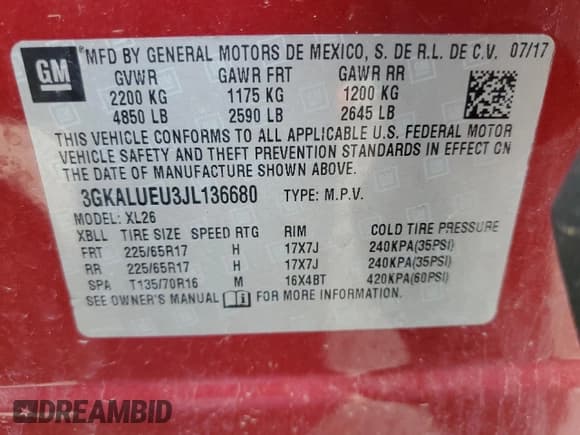 GM
MFD BY GENERAL MOTORS DE MEXICO, S. DE R.L. DE C.V. 07/17
GVWR GAWR FRT GAWR RR
2200 KG 1175 KG 1200 KG
4850 LB 2590 LB 2645 LB
THIS VEHICLE CONFORMS TO ALL APPLICABLE U.S. FEDERAL MOTOR
VEHICLE SAFETY AND THEFT PREVENTION STANDARDS IN EFFECT ON
THE DATE OF MANUFACTURE SHOWN ABOVE.
3GKALUEU3JL136680 TYPE: M.P.V.
MODEL: XL26
XBLL TIRE SIZE SPEED RTG RIM COLD TIRE PRESSURE
FRT 225/65R17 H 17X7J 240KPA(35PSI)
RR 225/65R17 H 17X7J 240KPA(35PSI)
SPA T135/70R16 M 16X4BT 420KPA(60PSI)
SEE OWNER'S MANUAL i FOR MORE INFORMATION.
DREAMBID